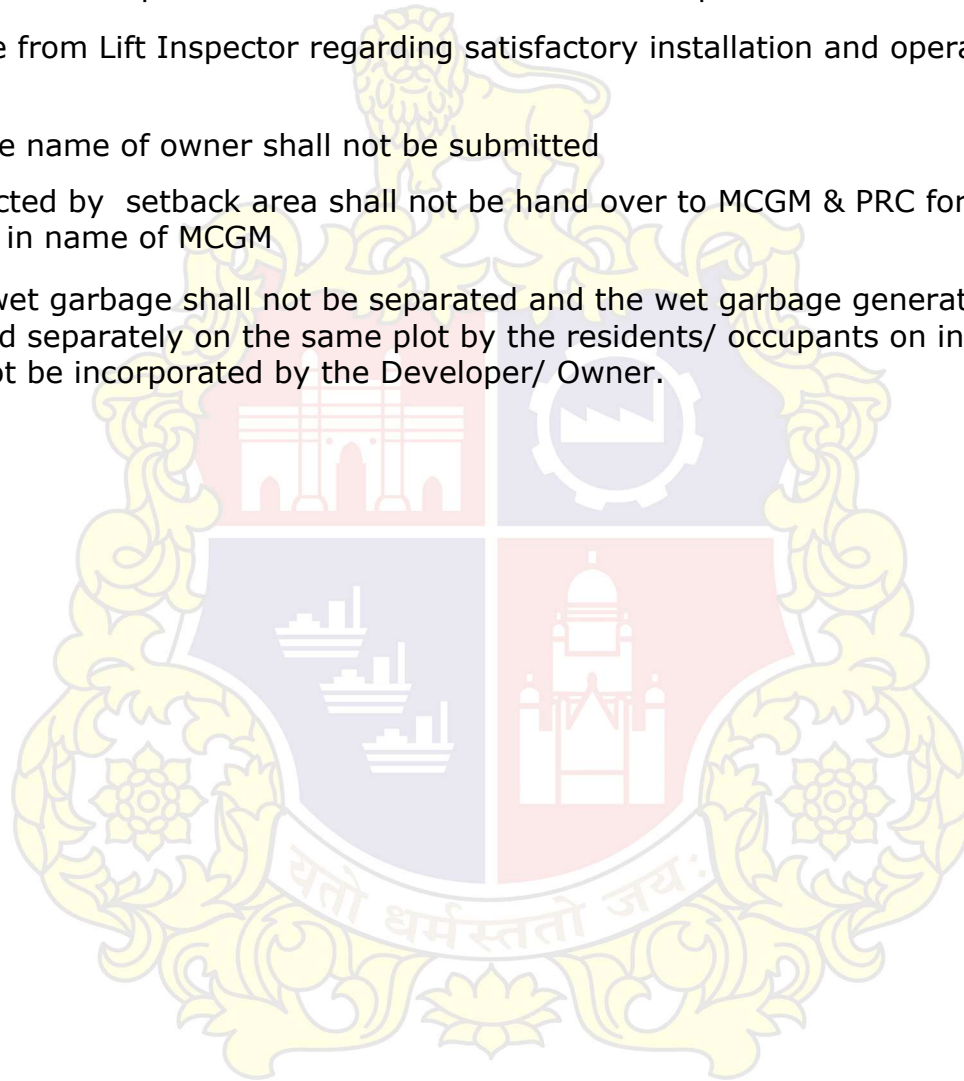 e from Lift Inspector regarding satisfactory installation and opera
e name of owner shall not be submitted
cted by setback area shall not be hand over to MCGM & PRC for
in name of MCGM
wet garbage shall not be separated and the wet garbage generat
d separately on the same plot by the residents/ occupants on in
ot be incorporated by the Developer/ Owner.
यतो धर्मस्ततो जयः